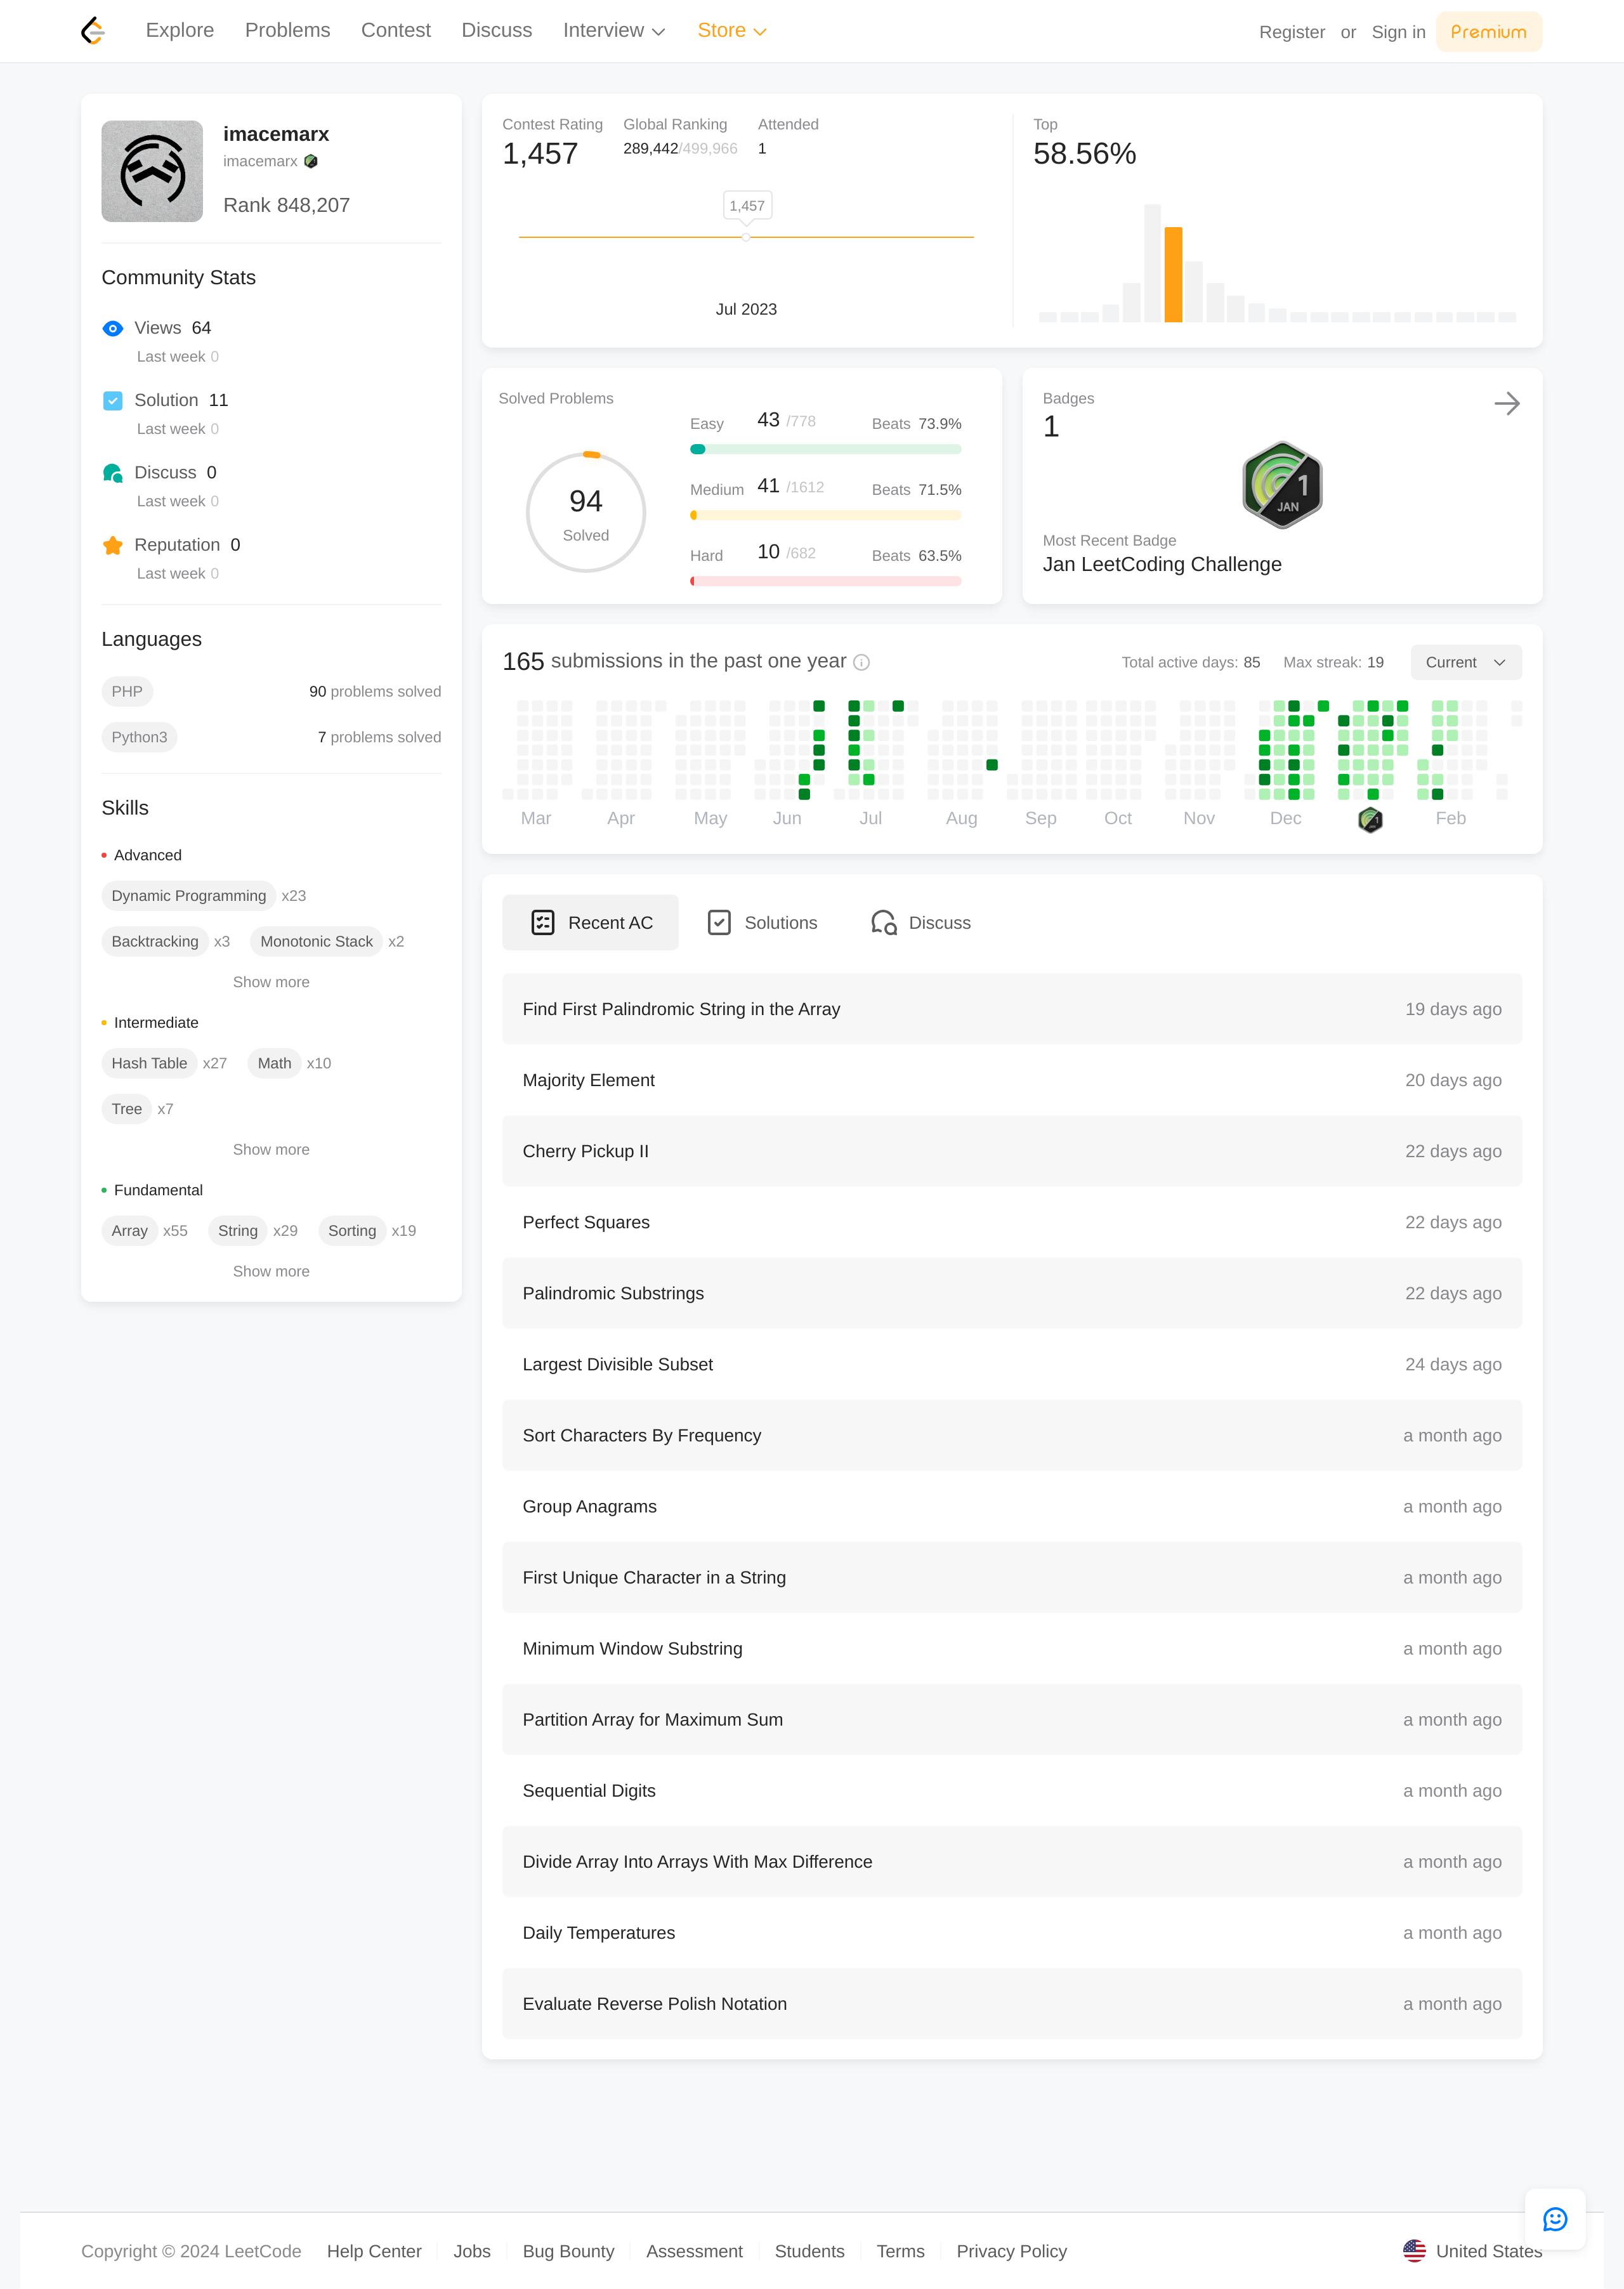 Explore Problems Contest Discuss Interview Store Register or Sign in Premium
imacemarx
imacemarx
Rank 848,207
Community Stats
Views 64
Last week 0
Solution 11
Last week 0
Discuss 0
Last week 0
Reputation 0
Last week 0
Languages
PHP 90 problems solved
Python3 7 problems solved
Skills
Advanced
Dynamic Programming x23
Backtracking x3 Monotonic Stack x2
Show more
Intermediate
Hash Table x27 Math x10
Tree x7
Show more
Fundamental
Array x55 String x29 Sorting x19
Show more
Contest Rating Global Ranking Attended
1,457 289,442/499,966 1
1,457
Jul 2023
Top
58.56%
Solved Problems
94
Solved
Easy 43 /778 Beats 73.9%
Medium 41 /1612 Beats 71.5%
Hard 10 /682 Beats 63.5%
Badges
1
1
JAN
Most Recent Badge
Jan LeetCoding Challenge
165 submissions in the past one year Total active days: 85 Max streak: 19 Current
Mar Apr May Jun Jul Aug Sep Oct Nov Dec Feb
Recent AC Solutions Discuss
Find First Palindromic String in the Array 19 days ago
Majority Element 20 days ago
Cherry Pickup II 22 days ago
Perfect Squares 22 days ago
Palindromic Substrings 22 days ago
Largest Divisible Subset 24 days ago
Sort Characters By Frequency a month ago
Group Anagrams a month ago
First Unique Character in a String a month ago
Minimum Window Substring a month ago
Partition Array for Maximum Sum a month ago
Sequential Digits a month ago
Divide Array Into Arrays With Max Difference a month ago
Daily Temperatures a month ago
Evaluate Reverse Polish Notation a month ago
Copyright © 2024 LeetCode Help Center Jobs Bug Bounty Assessment Students Terms Privacy Policy United States